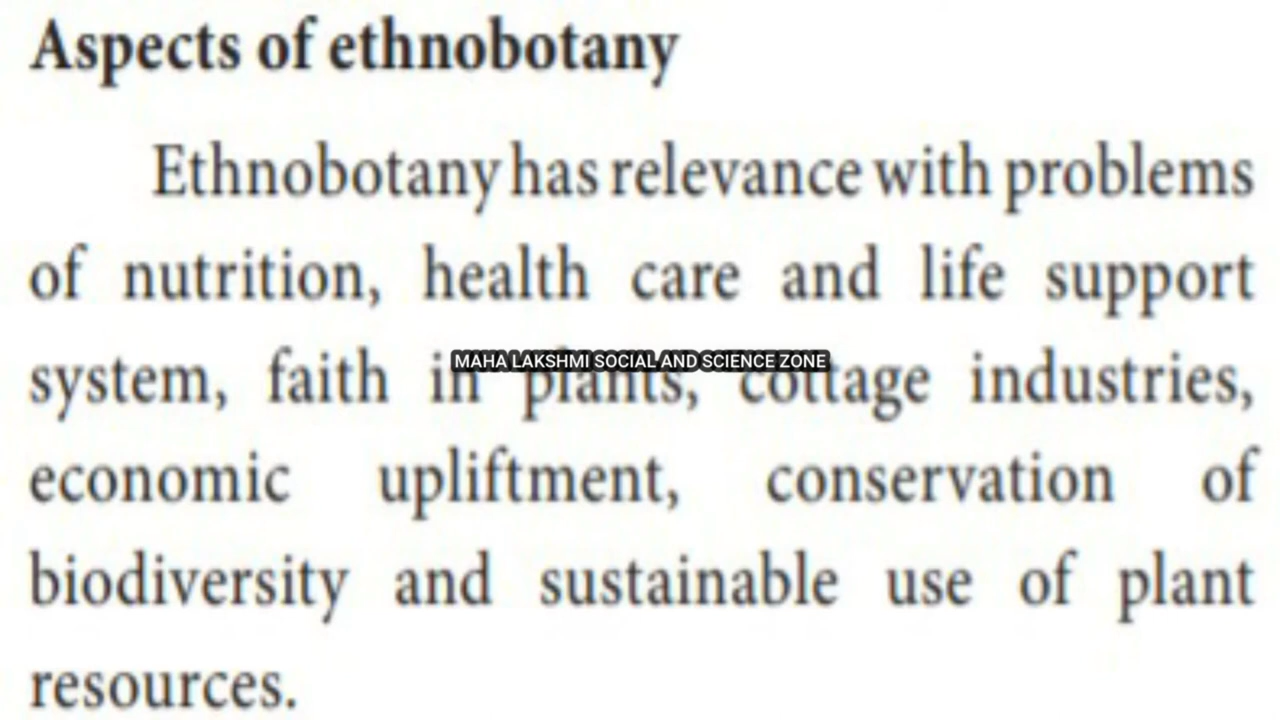 Aspects of ethnobotany
Ethnobotany has relevance with problems
of nutrition, health care and life support
system, faith in plants, cottage industries,
MAHA LAKSHMI SOCIAL AND SCIENCE ZONE
economic upliftment, conservation of
biodiversity and sustainable use of plant
resources.